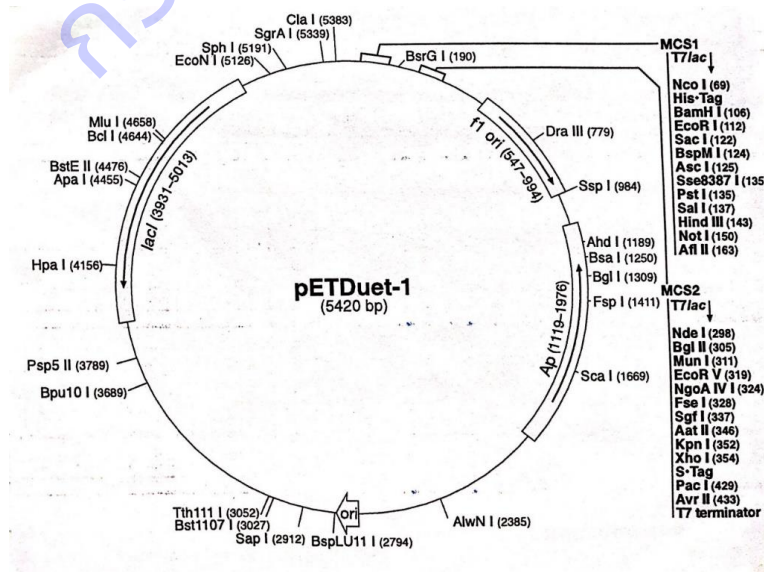 Cla I (5383)
SgrA I (5339)
Sph I (5191)
EcoN I (5126)
Mlu I (4658)
Bcl I (4644)
BstE II (4476)
Apa I (4455)
Hpa I (4156)
Psp5 II (3789)
Bpu10 I (3689)
Tth111 I (3052)
Bst1107 I (3027)
Sap I (2912)
BspLU11 I (2794)
AlwN I (2385)
BsrG I (190)
Dra III (779)
Ssp I (984)
Ahd I (1189)
Bsa I (1250)
Bgl I (1309)
Fsp I (1411)
Sca I (1669)
lacI (3931–5013)
f1 ori (547–994)
Ap (1119–1976)
ori
pETDuet-1
(5420 bp)
MCS1
T7lac
Nco I (69)
His•Tag
BamH I (106)
EcoR I (112)
Sac I (122)
BspM I (124)
Asc I (125)
Sse8387 I (135
Pst I (135)
Sal I (137)
Hind III (143)
Not I (150)
Afl II (163)
MCS2
T7lac
Nde I (298)
Bgl II (305)
Mun I (311)
EcoR V (319)
NgoA IV I (324)
Fse I (328)
Sgf I (337)
Aat II (346)
Kpn I (352)
Xho I (354)
S•Tag
Pac I (429)
Avr II (433)
T7 terminator